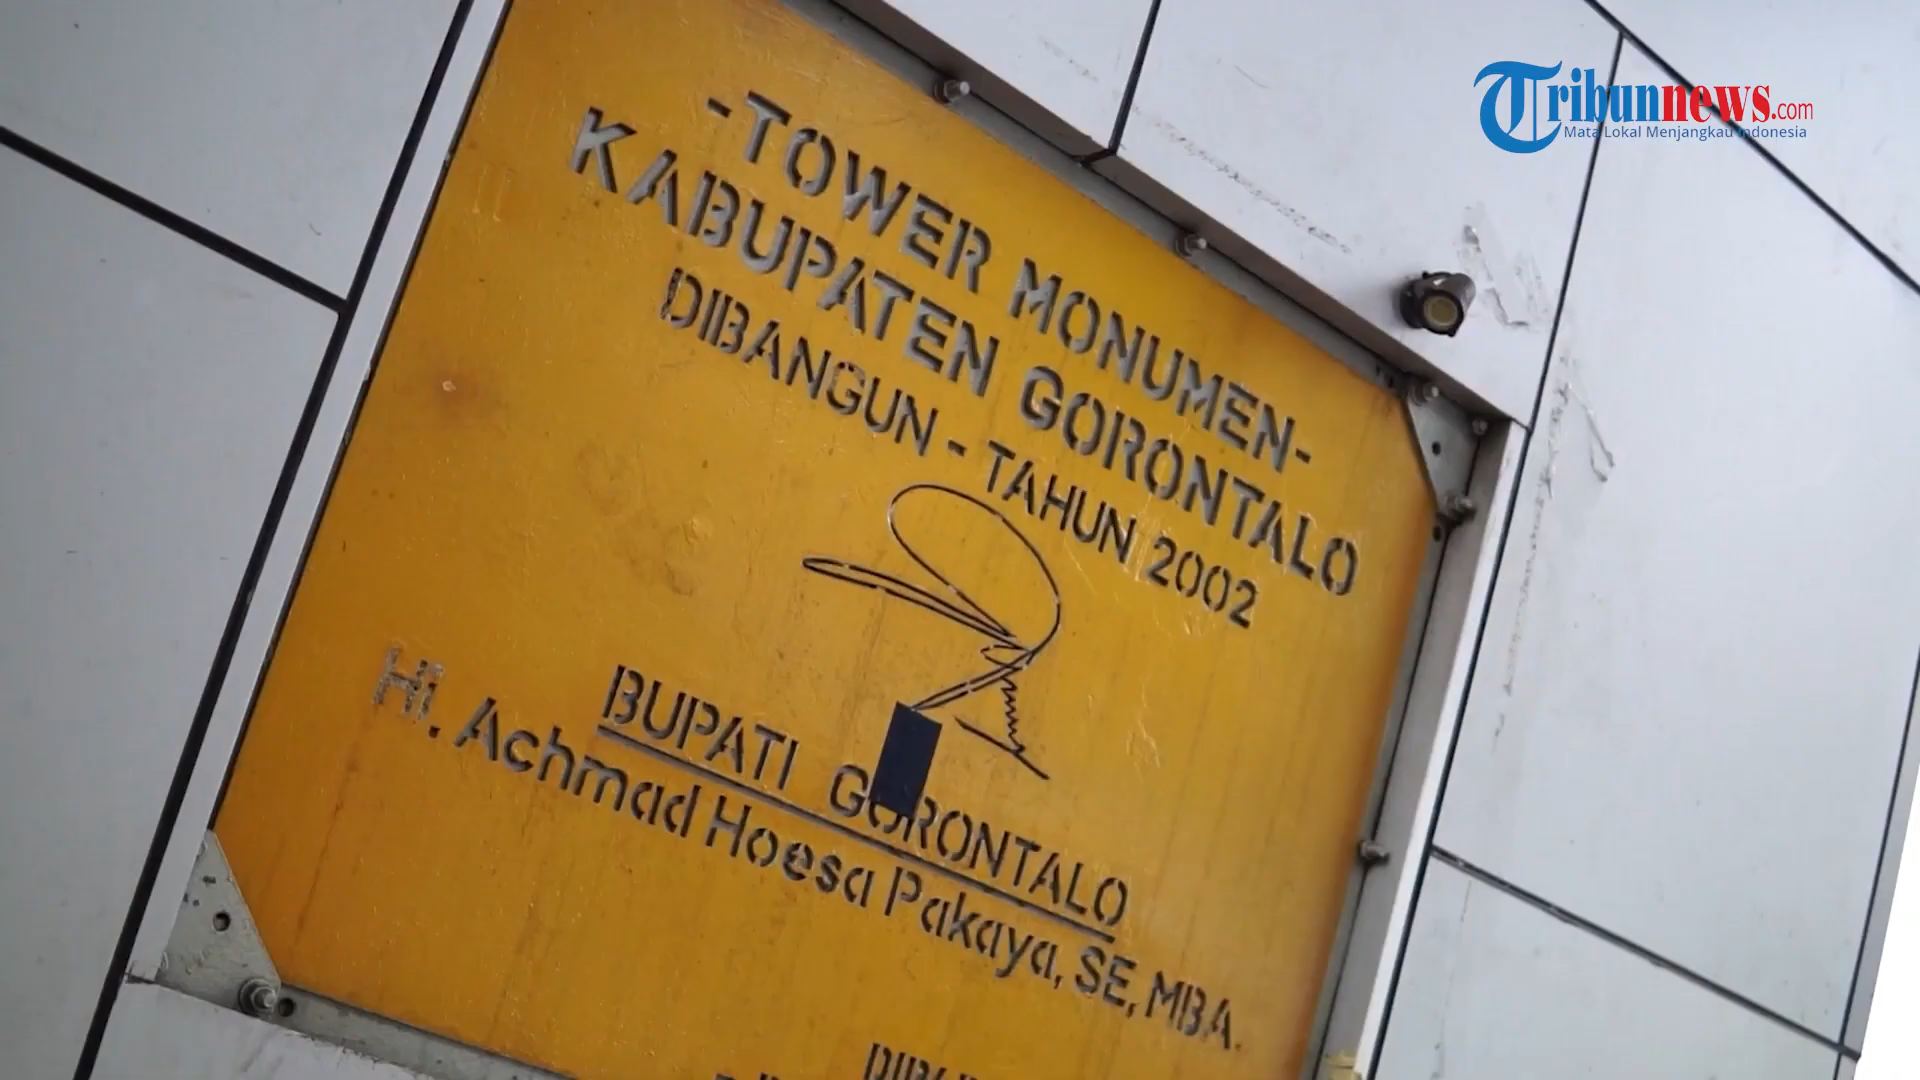 Tribunnews.com
Mata Lokal Menjangkau Indonesia
-TOWER MONUMEN-
KABUPATEN GORONTALO
DIBANGUN - TAHUN 2002
BUPATI GORONTALO
Hi. Achmad Hoesa Pakaya, SE, MBA.